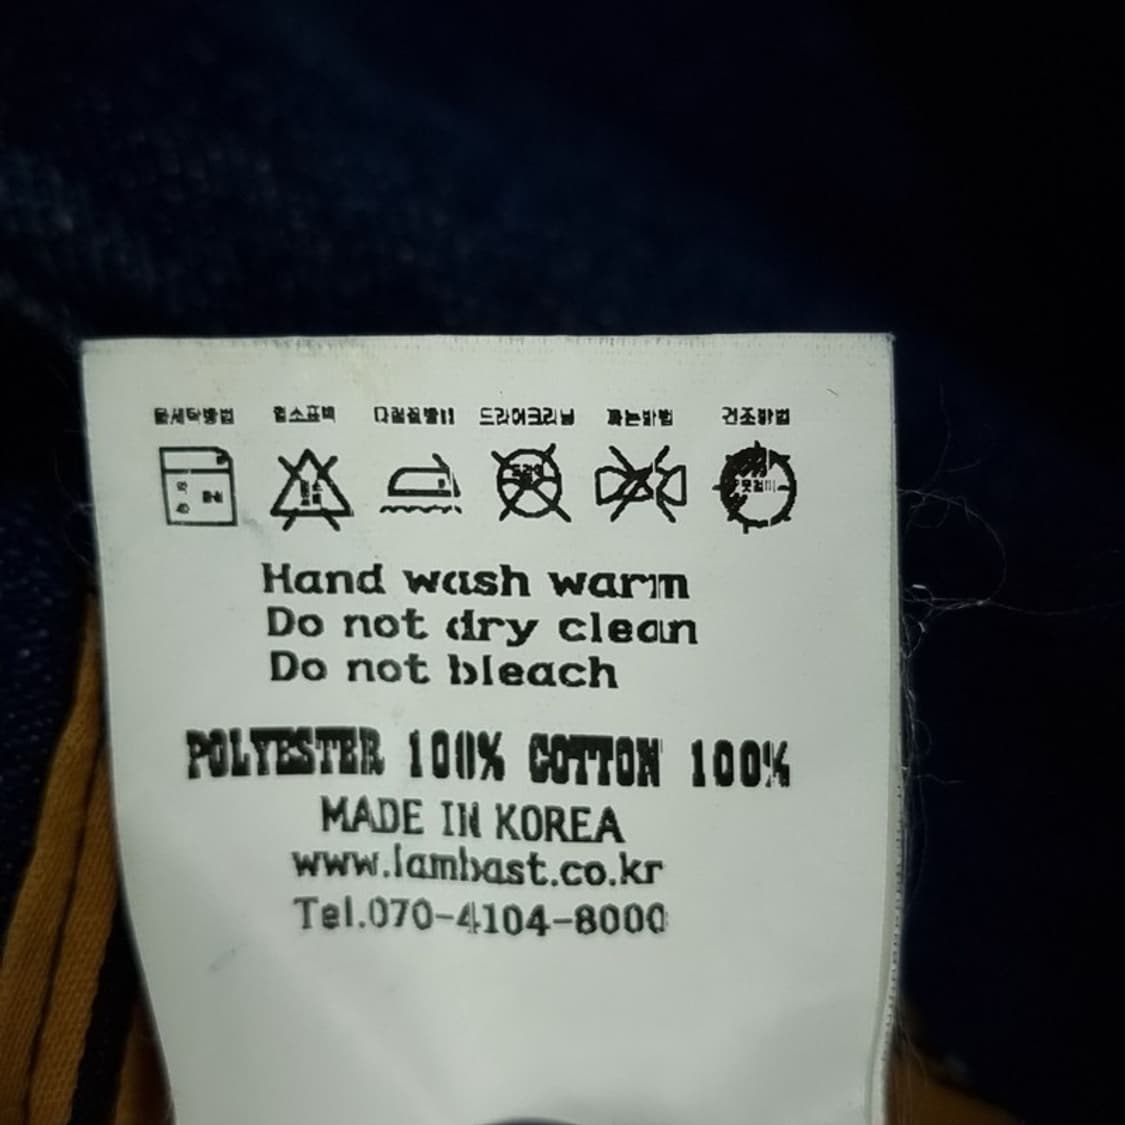 물세탁방법 염소표백 다림질방법 드라이크리닝 짜는방법 건조방법
Hand wash warm
Do not dry clean
Do not bleach
POLYESTER 100% COTTON 100%
MADE IN KOREA
www.lambast.co.kr
Tel.070-4104-8000